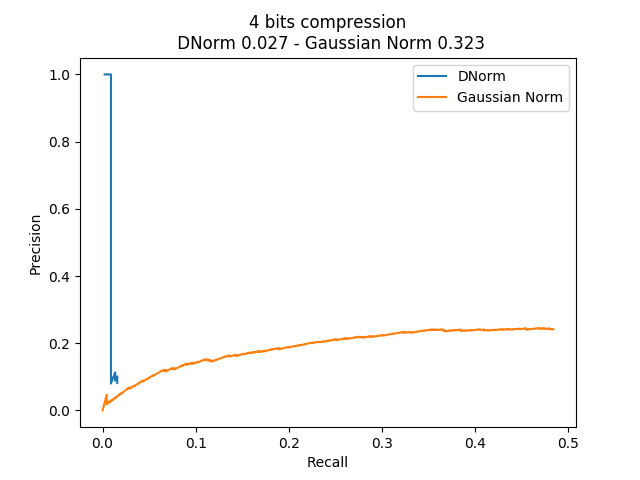 4 bits compression
DNorm 0.027 - Gaussian Norm 0.323
DNorm
Gaussian Norm
1.0
0.8
0.6
0.4
0.2
0.0
Precision
0.0 0.1 0.2 0.3 0.4 0.5
Recall